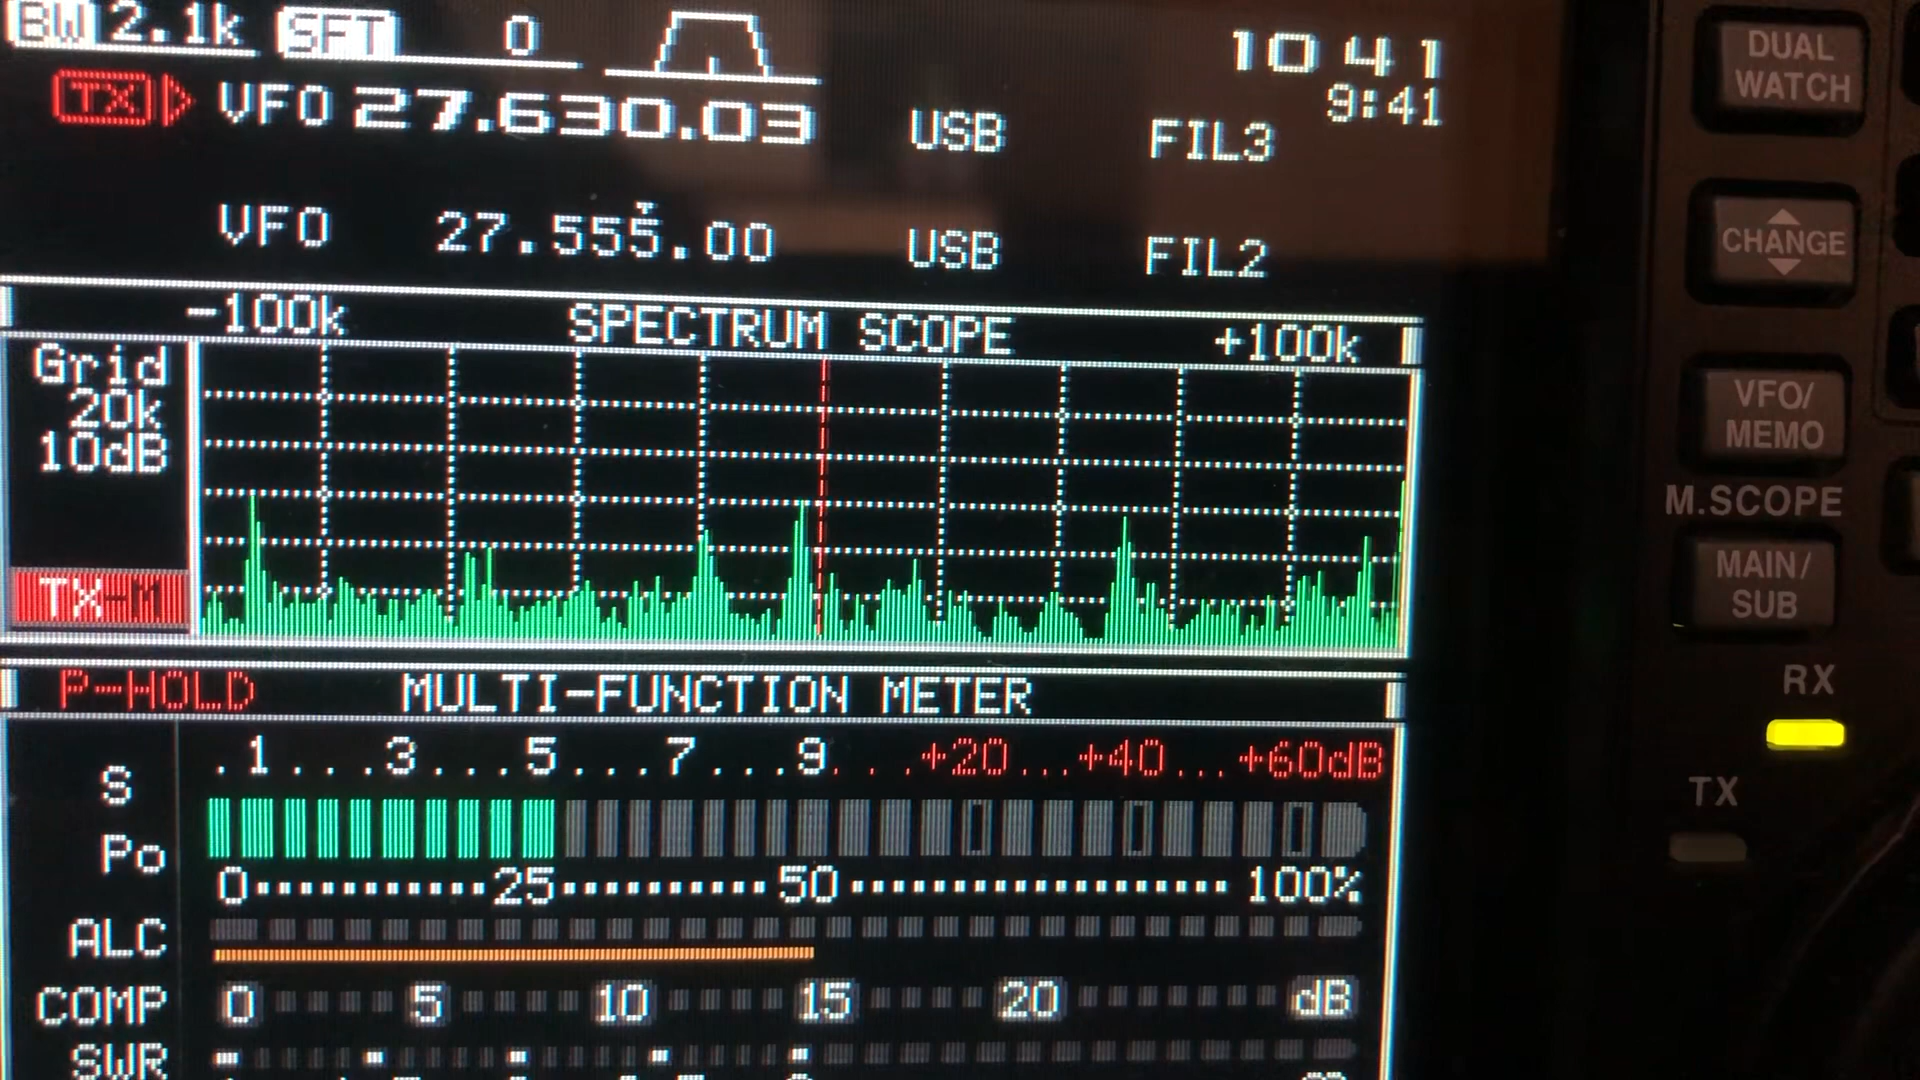 BW 2.1k SFT 0 10 41
9:41
TX VFO 27.630.03 USB FIL3
VFO 27.555.00 USB FIL2
-100k SPECTRUM SCOPE +100k
Grid
20k
10dB
TX-M
P-HOLD MULTI-FUNCTION METER
S .1...3...5...7...9...+20...+40...+60dB
Po 0 25 50 100%
ALC
COMP 0 5 10 15 20 dB
SWR
DUAL
WATCH
CHANGE
VFO/
MEMO
M.SCOPE
MAIN/
SUB
RX
TX